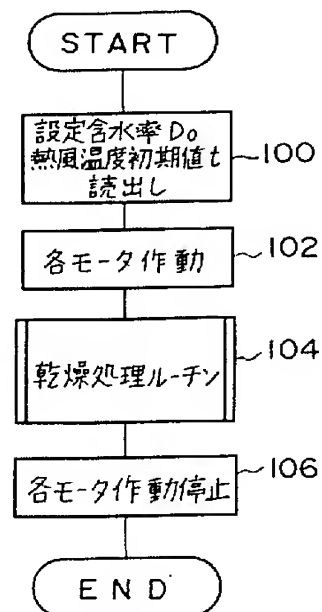 START
設定含水率D₀
熱風温度初期値t
読出し
100
各モータ作動
102
乾燥処理ルーチン
104
各モータ作動停止
106
END